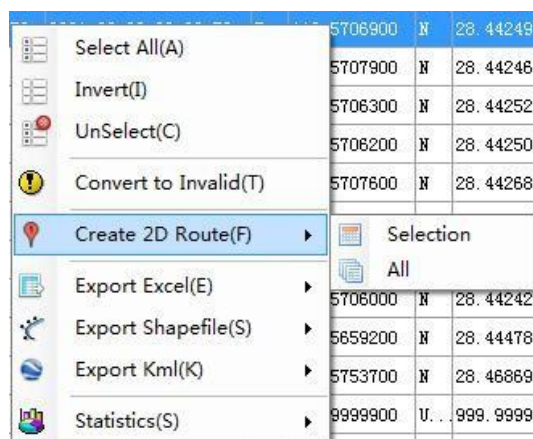 5706900 N 28.44249
Select All(A)
5707900 N 28.44246
Invert(I)
5706300 N 28.44252
UnSelect(C)
5706200 N 28.44250
Convert to Invalid(T)
5707600 N 28.44268
Create 2D Route(F)
Selection
All
Export Excel(E)
5706000 N 28.44242
Export Shapefile(S)
5659200 N 28.44478
Export Kml(K)
5753700 N 28.46869
Statistics(S)
9999900 U... 999.9999